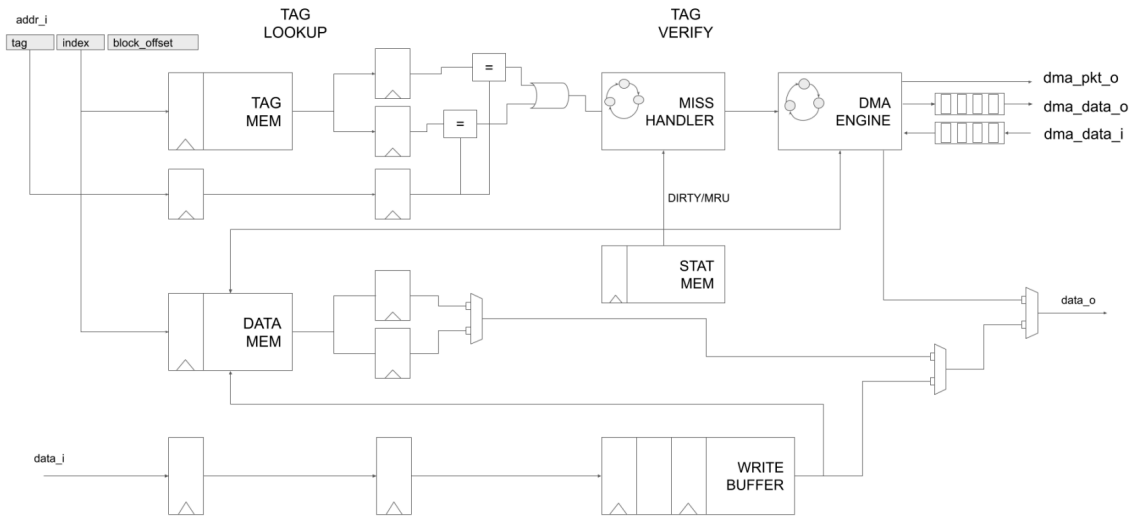 addr_i
TAG
LOOKUP
TAG
VERIFY
tag
index
block_offset
TAG
MEM
=
=
MISS
HANDLER
DMA
ENGINE
dma_pkt_o
dma_data_o
dma_data_i
DIRTY/MRU
STAT
MEM
DATA
MEM
data_o
data_i
WRITE
BUFFER